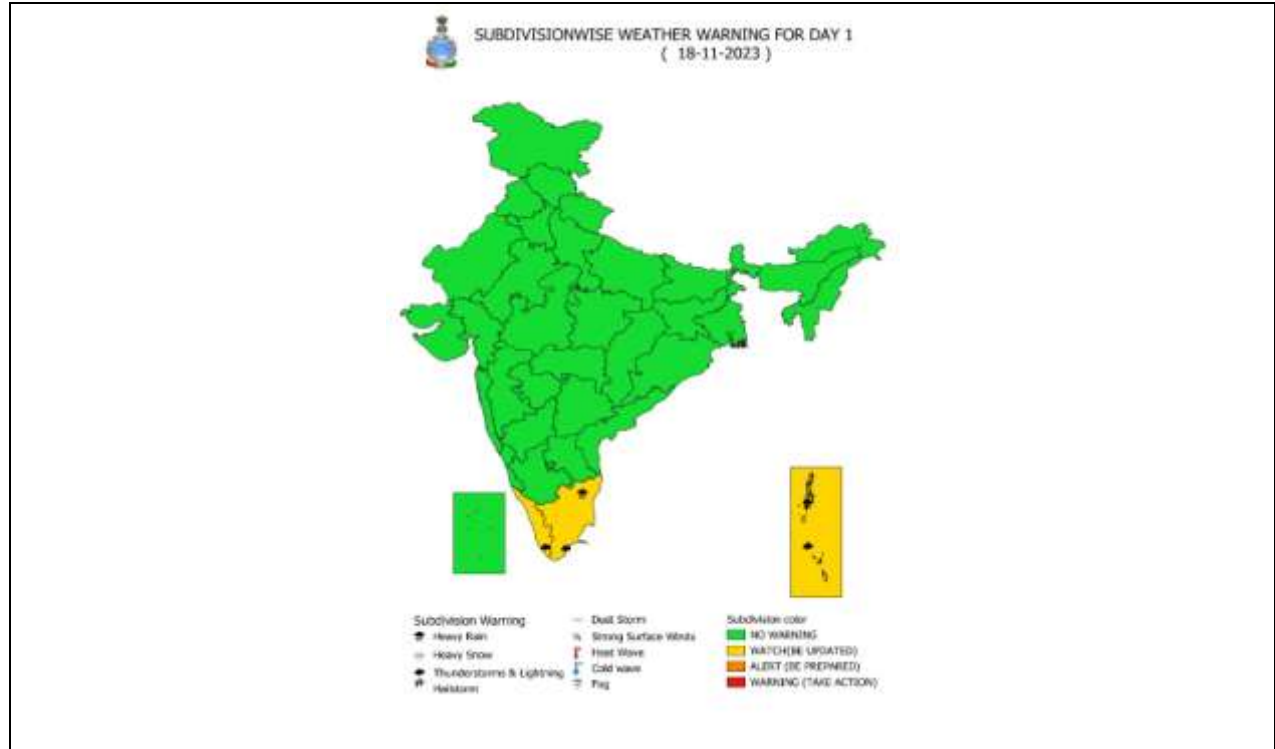 SUBDIVISIONWISE WEATHER WARNING FOR DAY 1
( 18-11-2023 )
Subdivision Warning
Heavy Rain
Heavy Snow
Thunderstorms & Lightning
Hailstorm
Dust Storm
Strong Surface Winds
Heat Wave
Cold wave
Fog
Subdivision color
NO WARNING
WATCH(BE UPDATED)
ALERT (BE PREPARED)
WARNING (TAKE ACTION)